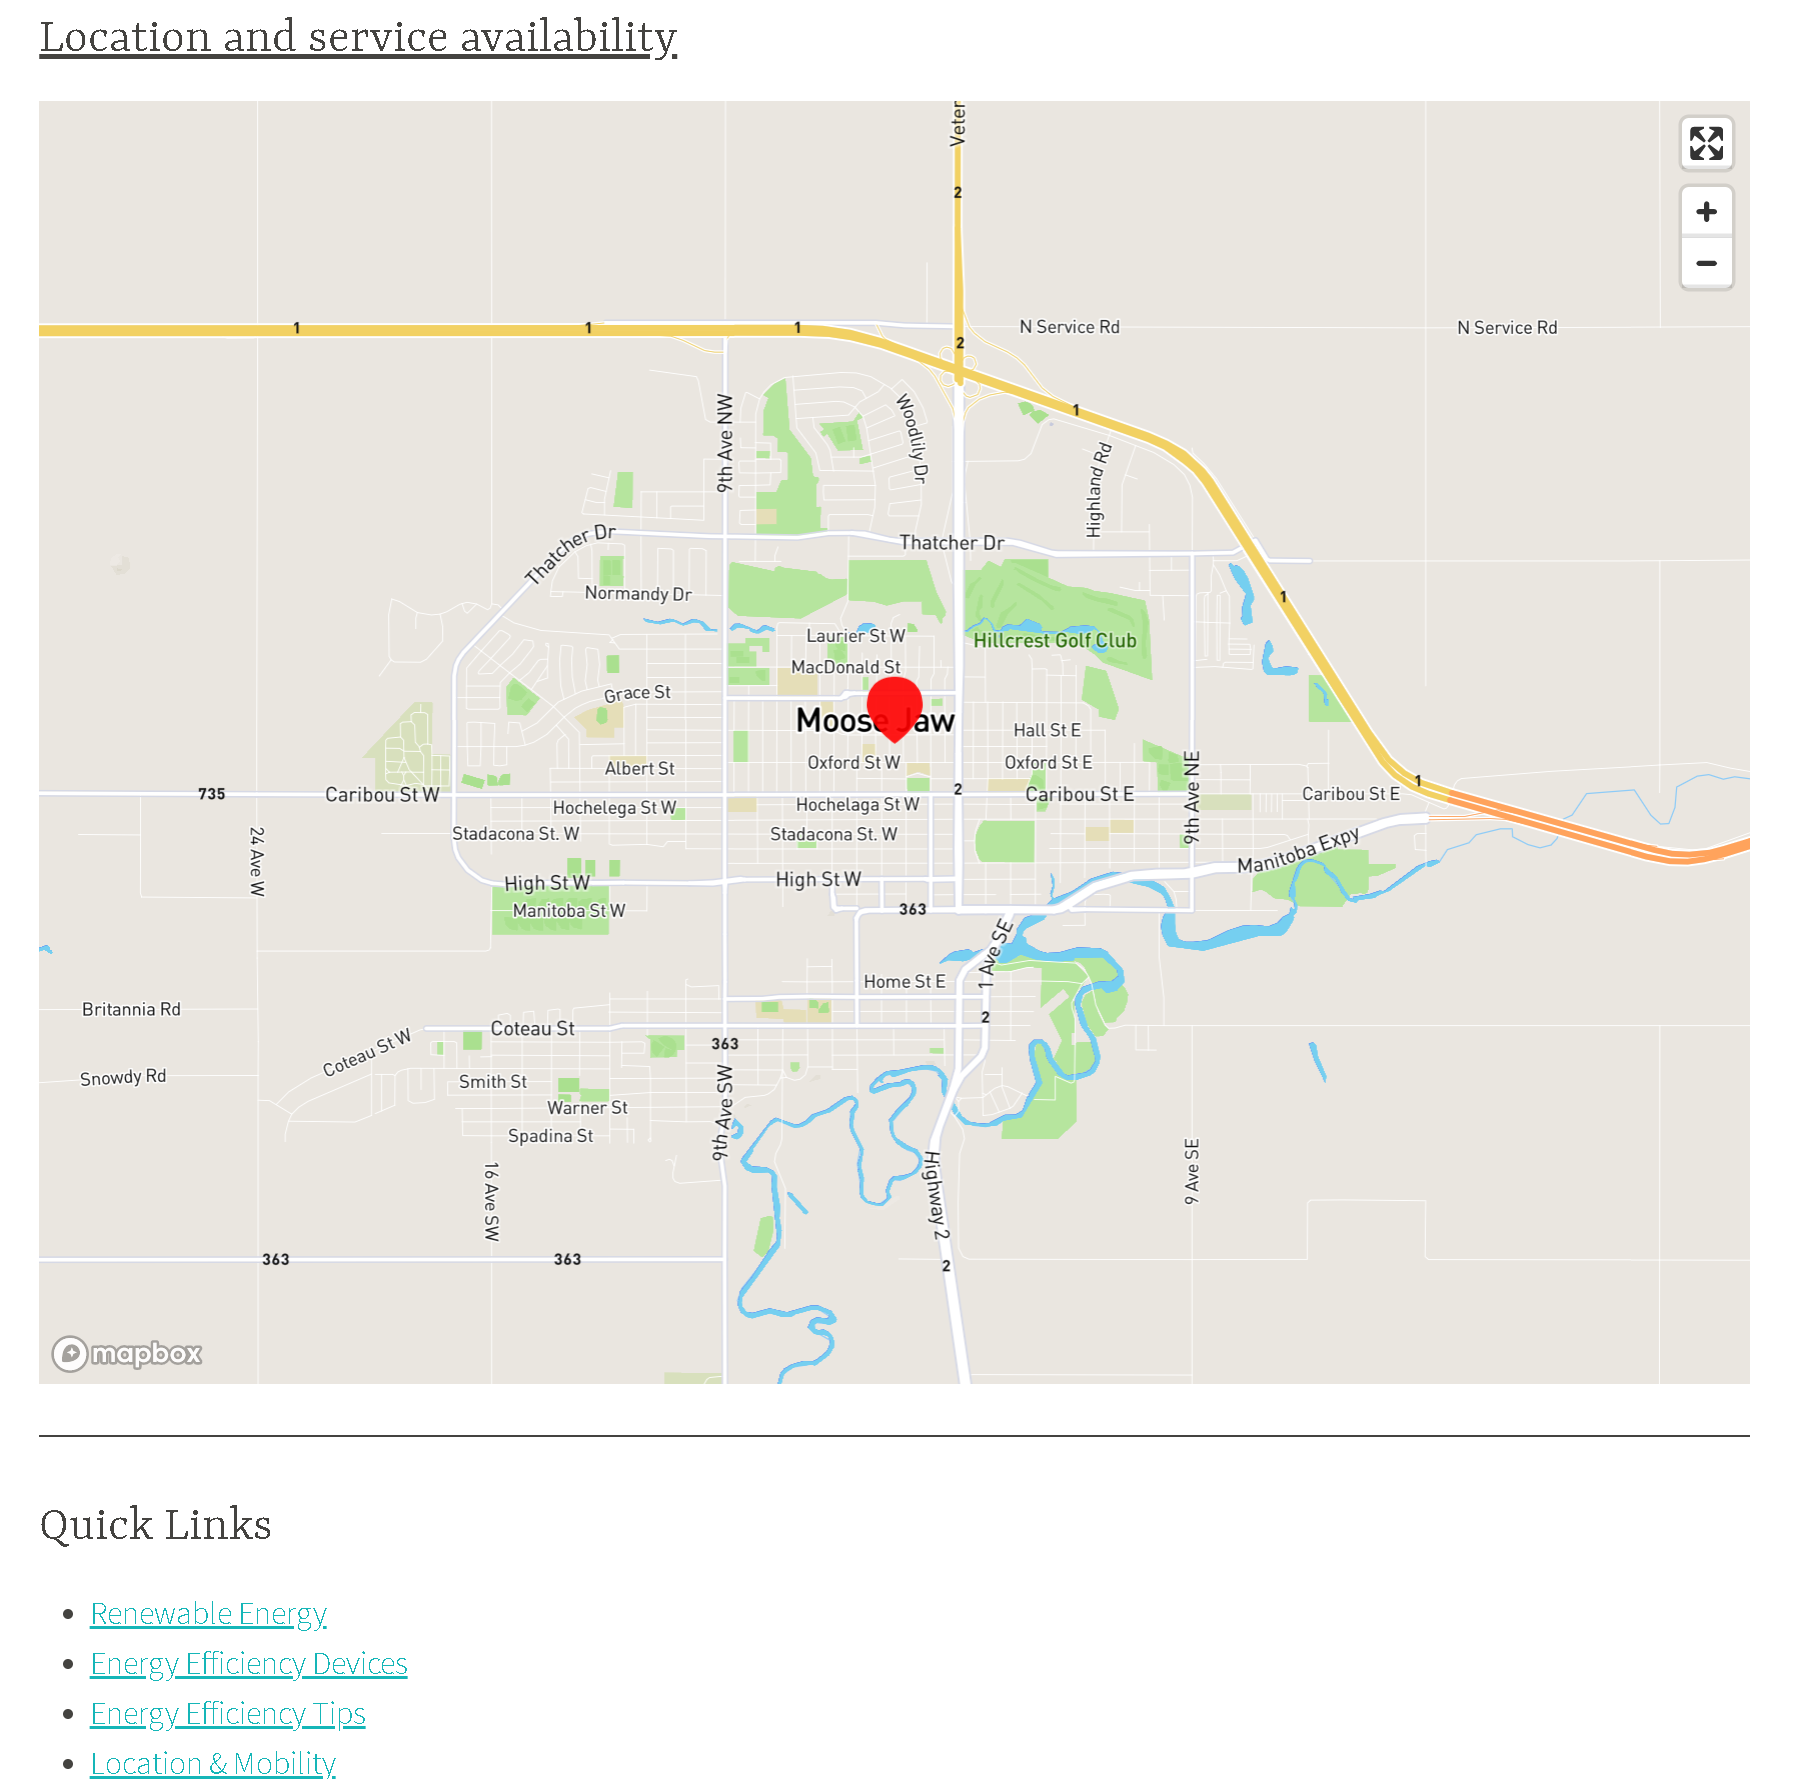 Location and service availability
Veter
2
1
1
1
N Service Rd
N Service Rd
2
1
9th Ave NW
Woodlily Dr
Highland Rd
Thatcher Dr
Thatcher Dr
Normandy Dr
1
Laurier St W
Hillcrest Golf Club
MacDonald St
Grace St
Moose Jaw
Hall St E
Oxford St W
Oxford St E
Albert St
9th Ave NE
1
735
Caribou St W
2
Caribou St E
Caribou St E
Hochelega St W
Hochelaga St W
24 Ave W
Stadacona St. W
Stadacona St. W
Manitoba Expy
High St W
High St W
Manitoba St W
363
1 Ave SE
Home St E
Britannia Rd
Coteau St
2
Coteau St W
363
Snowdy Rd
Smith St
9th Ave SW
Warner St
Spadina St
16 Ave SW
Highway 2
9 Ave SE
363
363
2
mapbox
Quick Links
• Renewable Energy
• Energy Efficiency Devices
• Energy Efficiency Tips
• Location & Mobility